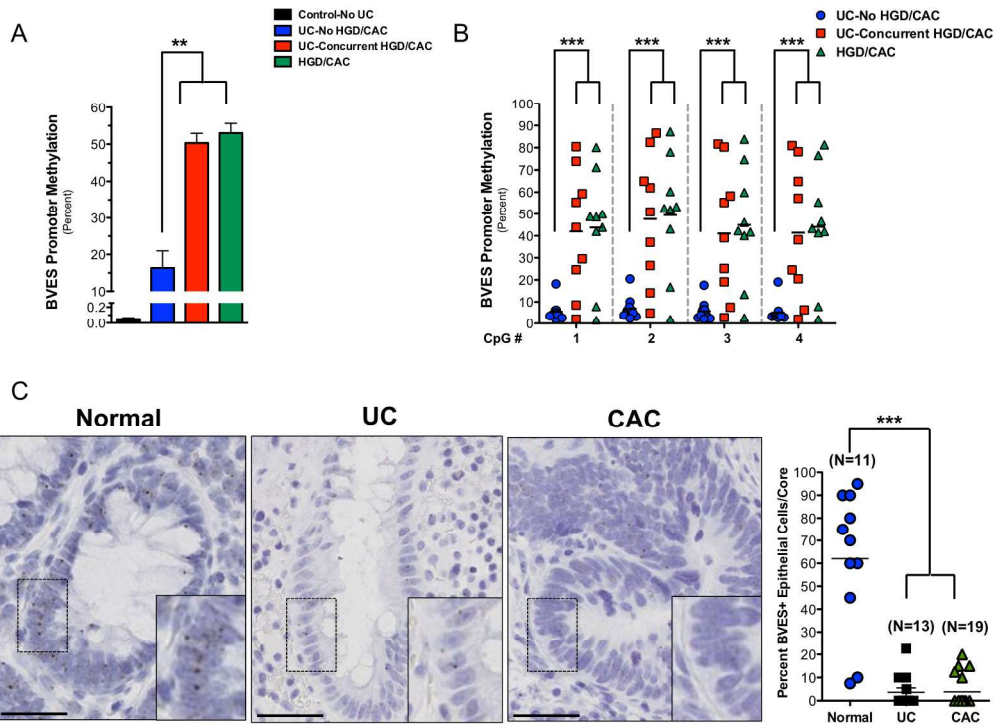 A
Control-No UC
UC-No HGD/CAC
UC-Concurrent HGD/CAC
HGD/CAC
**
BVES Promoter Methylation
(Percent)
60
50
40
30
20
10
0.2
0.0
B
UC-No HGD/CAC
UC-Concurrent HGD/CAC
HGD/CAC
*** *** *** ***
BVES Promoter Methylation
(Percent)
100
90
80
70
60
50
40
30
20
10
0
CpG # 1 2 3 4
C
Normal UC CAC
***
(N=11)
(N=13) (N=19)
Percent BVES+ Epithelial Cells/Core
100
90
80
70
60
50
40
30
20
10
0
Normal UC CAC